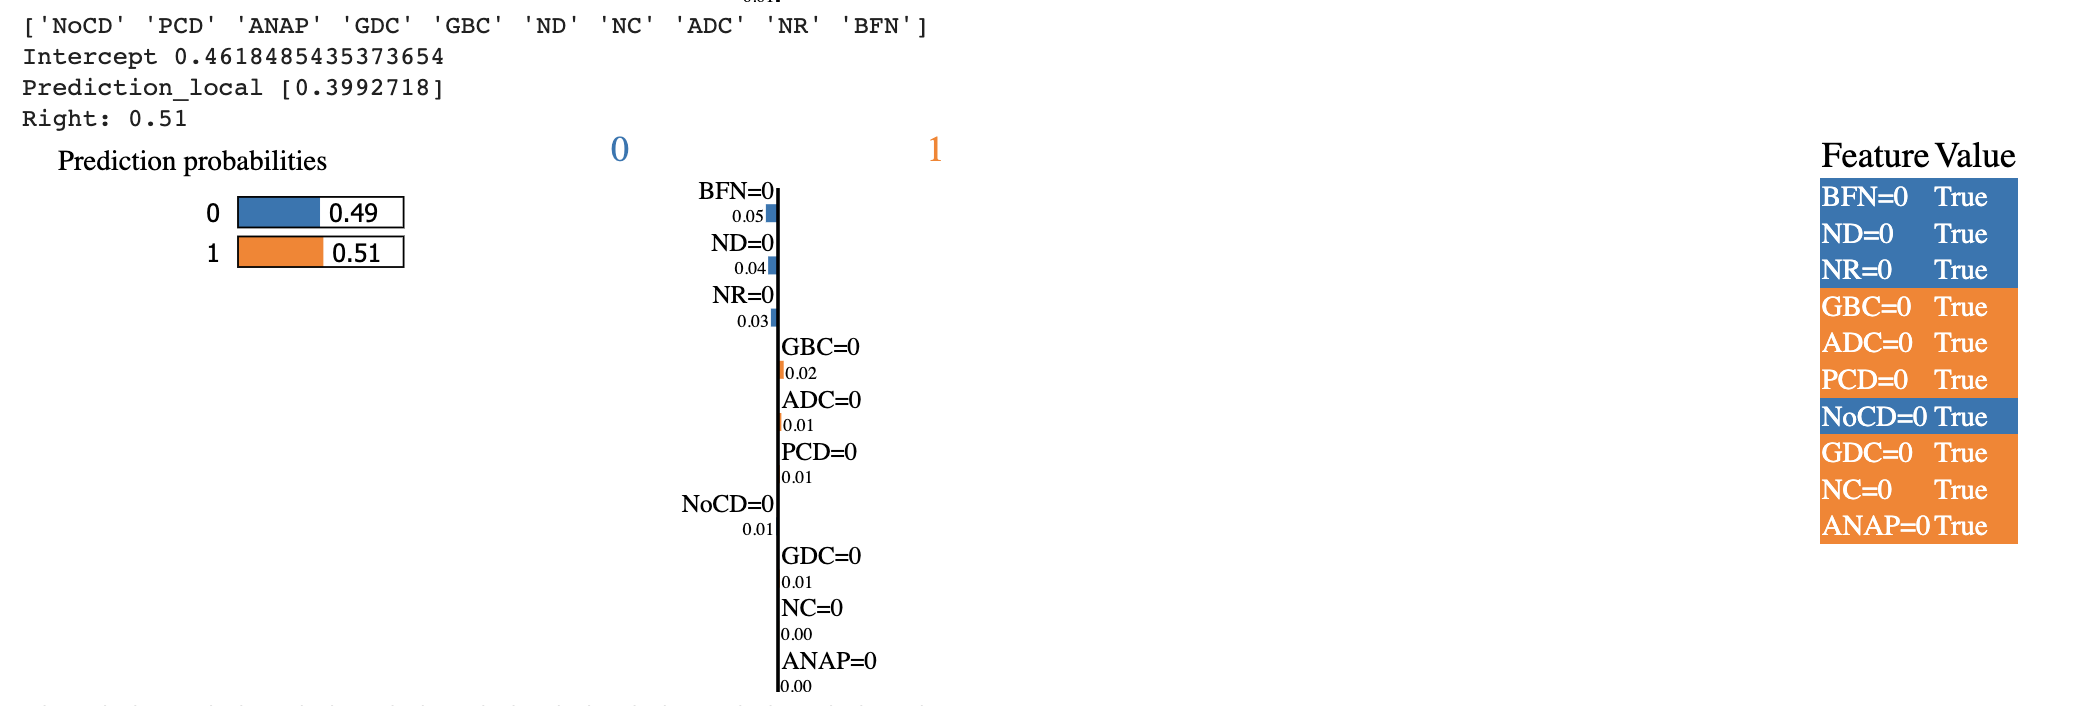 ['NoCD' 'PCD' 'ANAP' 'GDC' 'GBC' 'ND' 'NC' 'ADC' 'NR' 'BFN']
Intercept 0.4618485435373654
Prediction_local [0.3992718]
Right: 0.51
Prediction probabilities
0 0.49
1 0.51
0 1
BFN=0
0.05
ND=0
0.04
NR=0
0.03
GBC=0
0.02
ADC=0
0.01
PCD=0
0.01
NoCD=0
0.01
GDC=0
0.01
NC=0
0.00
ANAP=0
0.00
Feature Value
BFN=0 True
ND=0 True
NR=0 True
GBC=0 True
ADC=0 True
PCD=0 True
NoCD=0 True
GDC=0 True
NC=0 True
ANAP=0 True